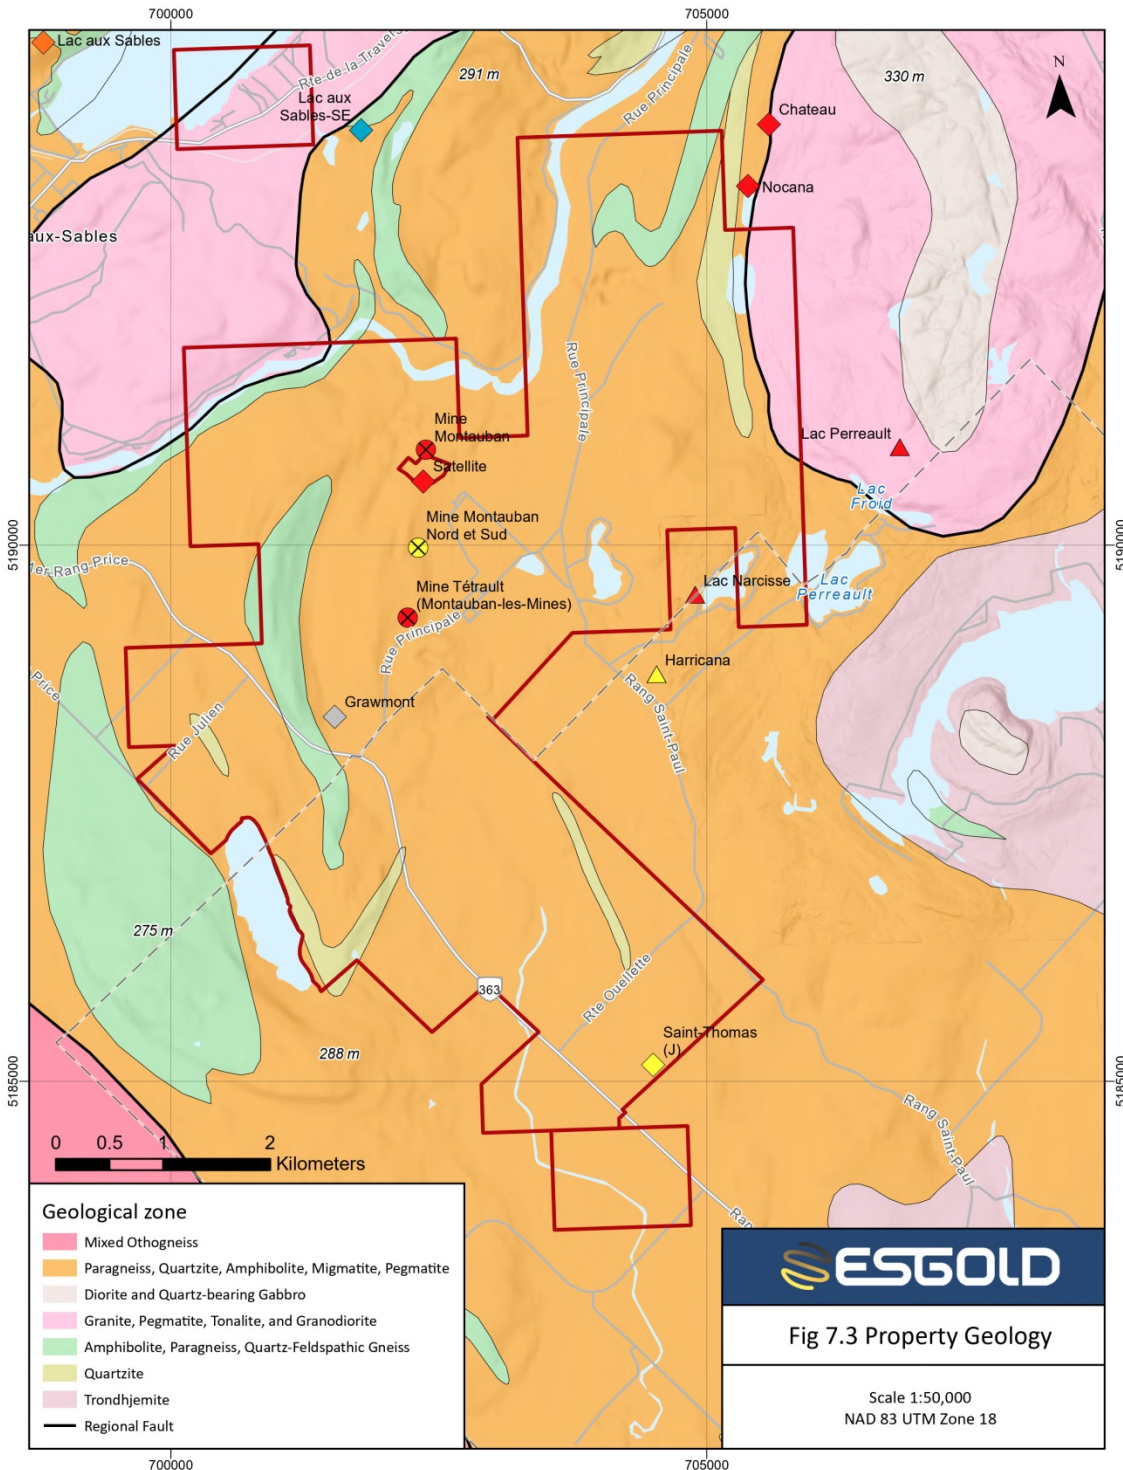 700000
705000
Lac aux Sables
291 m
Rte-de-la-Travers
Rue Principale
330 m
N
Lac aux
Sables-SE
Chateau
Nocana
aux-Sables
Rue Principale
Mine
Montauban
Lac Perreault
Satellite
Lac
Froid
Mine Montauban
Nord et Sud
5190000
5190000
1er Rang Price
Lac Narcisse
Lac
Perreault
Mine Tétrault
(Montauban-les-Mines)
Rue Principale
Harricana
Price
Rang Saint-Paul
Grawmont
Rue Julien
275 m
363
Rte Ouellette
Saint-Thomas
(J)
288 m
5185000
5185000
Rang Saint-Paul
0 0.5 1 2
Kilometers
Ran
Geological zone
Mixed Othogneiss
Paragneiss, Quartzite, Amphibolite, Migmatite, Pegmatite
Diorite and Quartz-bearing Gabbro
Granite, Pegmatite, Tonalite, and Granodiorite
Amphibolite, Paragneiss, Quartz-Feldspathic Gneiss
Quartzite
Trondhjemite
Regional Fault
ESGOLD
Fig 7.3 Property Geology
Scale 1:50,000
NAD 83 UTM Zone 18
700000
705000